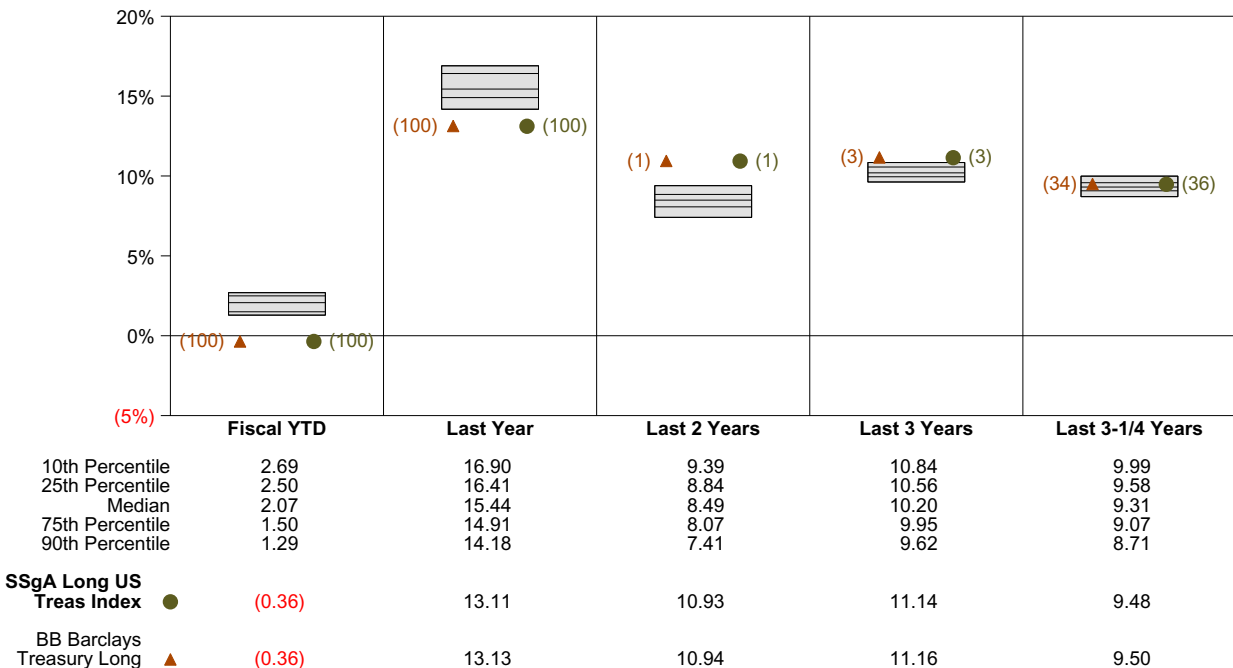 20%
15%
10%
5%
0%
(5%)
(100) (100)
(100) (100)
(1) (1)
(3) (3)
(34) (36)
Fiscal YTD Last Year Last 2 Years Last 3 Years Last 3-1/4 Years
10th Percentile 2.69 16.90 9.39 10.84 9.99
25th Percentile 2.50 16.41 8.84 10.56 9.58
Median 2.07 15.44 8.49 10.20 9.31
75th Percentile 1.50 14.91 8.07 9.95 9.07
90th Percentile 1.29 14.18 7.41 9.62 8.71
SSgA Long US
Treas Index (0.36) 13.11 10.93 11.14 9.48
BB Barclays
Treasury Long (0.36) 13.13 10.94 11.16 9.50